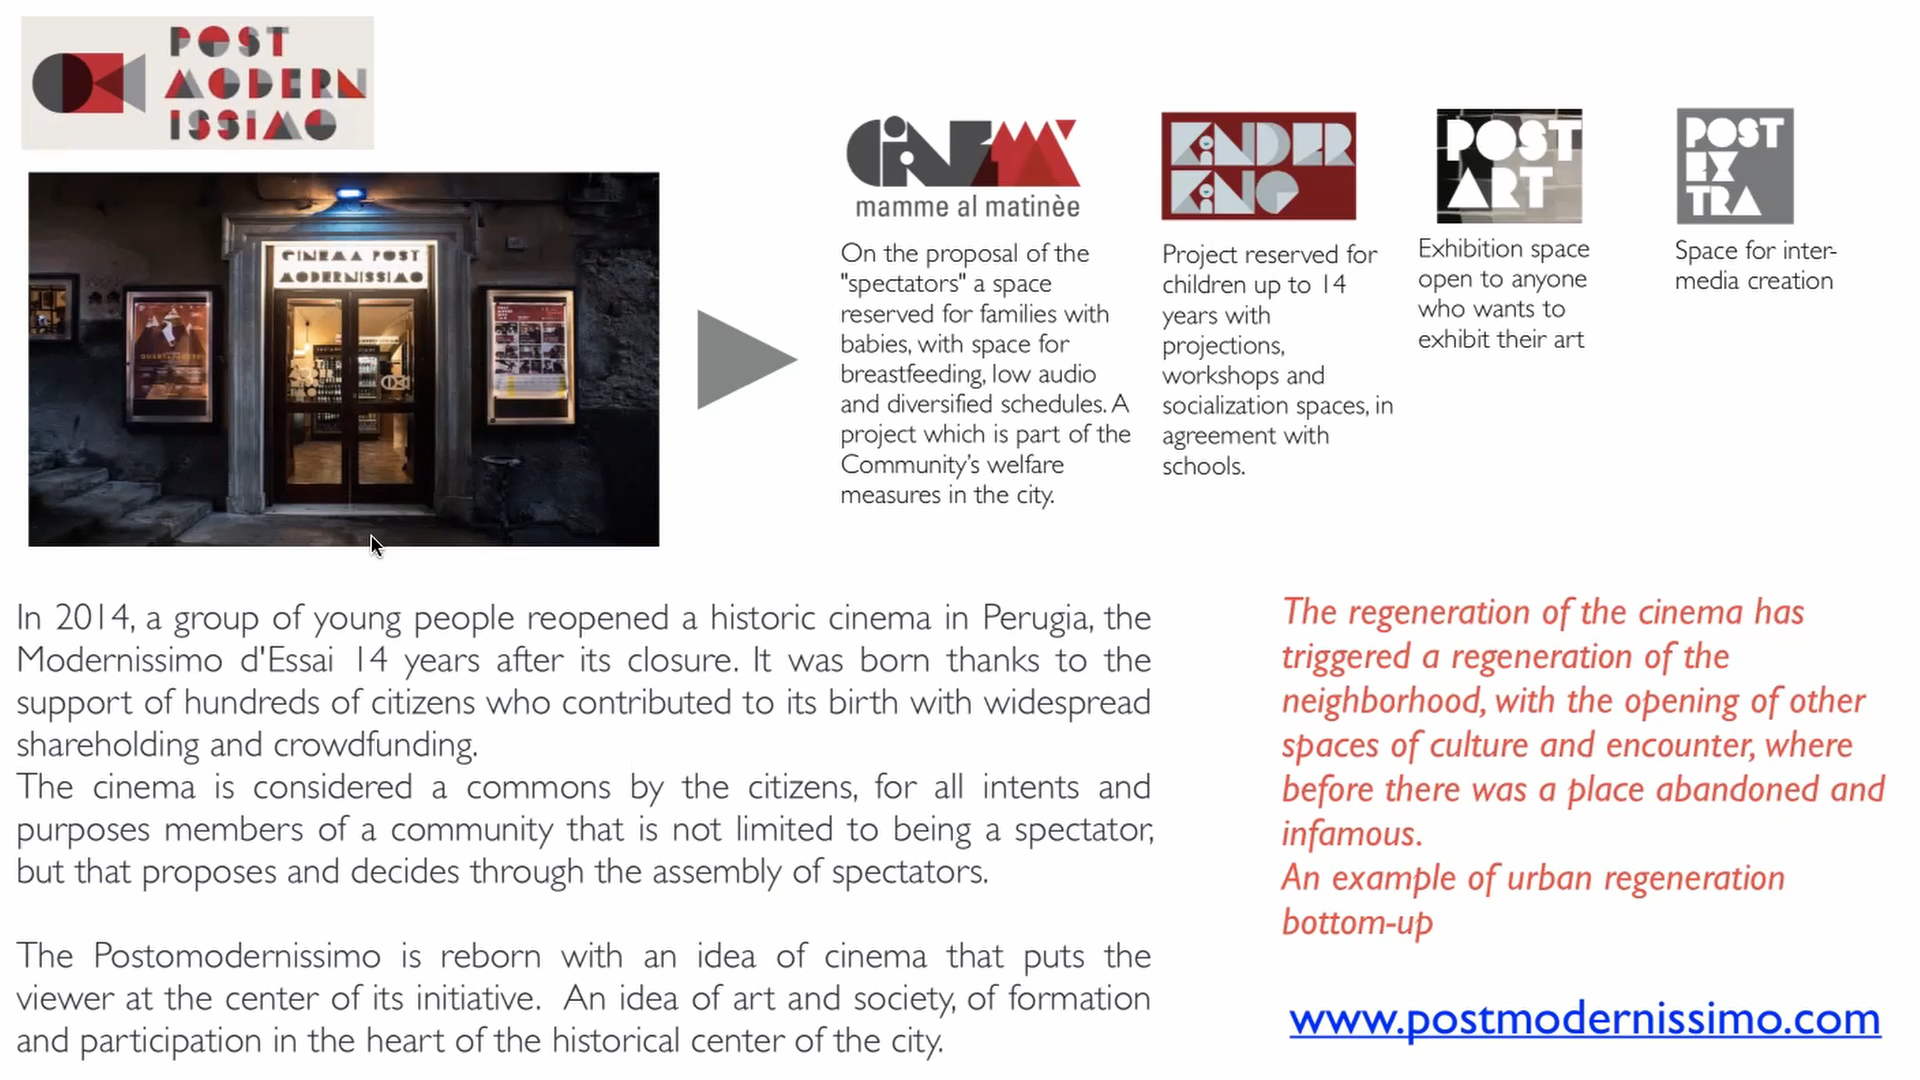 POST
MODERN
ISSIMO
CINEMA POST
MODERNISSIMO
CINEMA
mamme al matinèe
On the proposal of the
"spectators" a space
reserved for families with
babies, with space for
breastfeeding, low audio
and diversified schedules. A
project which is part of the
Community's welfare
measures in the city.
KINDER
KINO
Project reserved for
children up to 14
years with
projections,
workshops and
socialization spaces, in
agreement with
schools.
POST
ART
Exhibition space
open to anyone
who wants to
exhibit their art
POST
EX
TRA
Space for inter-
media creation
In 2014, a group of young people reopened a historic cinema in Perugia, the
Modernissimo d'Essai 14 years after its closure. It was born thanks to the
support of hundreds of citizens who contributed to its birth with widespread
shareholding and crowdfunding.
The cinema is considered a commons by the citizens, for all intents and
purposes members of a community that is not limited to being a spectator,
but that proposes and decides through the assembly of spectators.
The Postomodernissimo is reborn with an idea of cinema that puts the
viewer at the center of its initiative. An idea of art and society, of formation
and participation in the heart of the historical center of the city.
The regeneration of the cinema has
triggered a regeneration of the
neighborhood, with the opening of other
spaces of culture and encounter, where
before there was a place abandoned and
infamous.
An example of urban regeneration
bottom-up
www.postmodernissimo.com